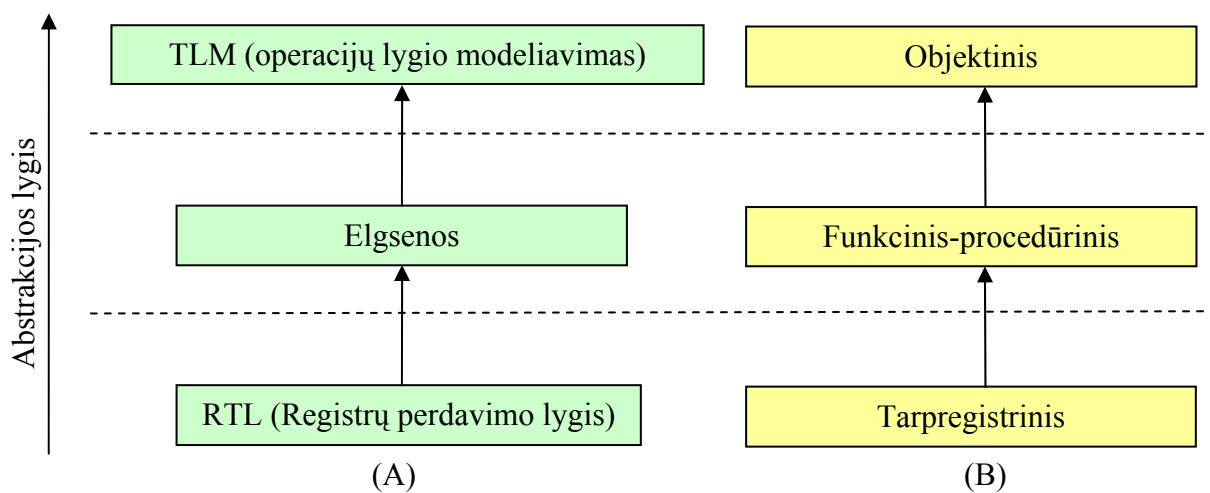 TLM (operacijų lygio modeliavimas)
Objektinis
Abstrakcijos lygis
Elgsenos
Funkcinis-procedūrinis
RTL (Registrų perdavimo lygis)
Tarpregistrinis
(A)
(B)